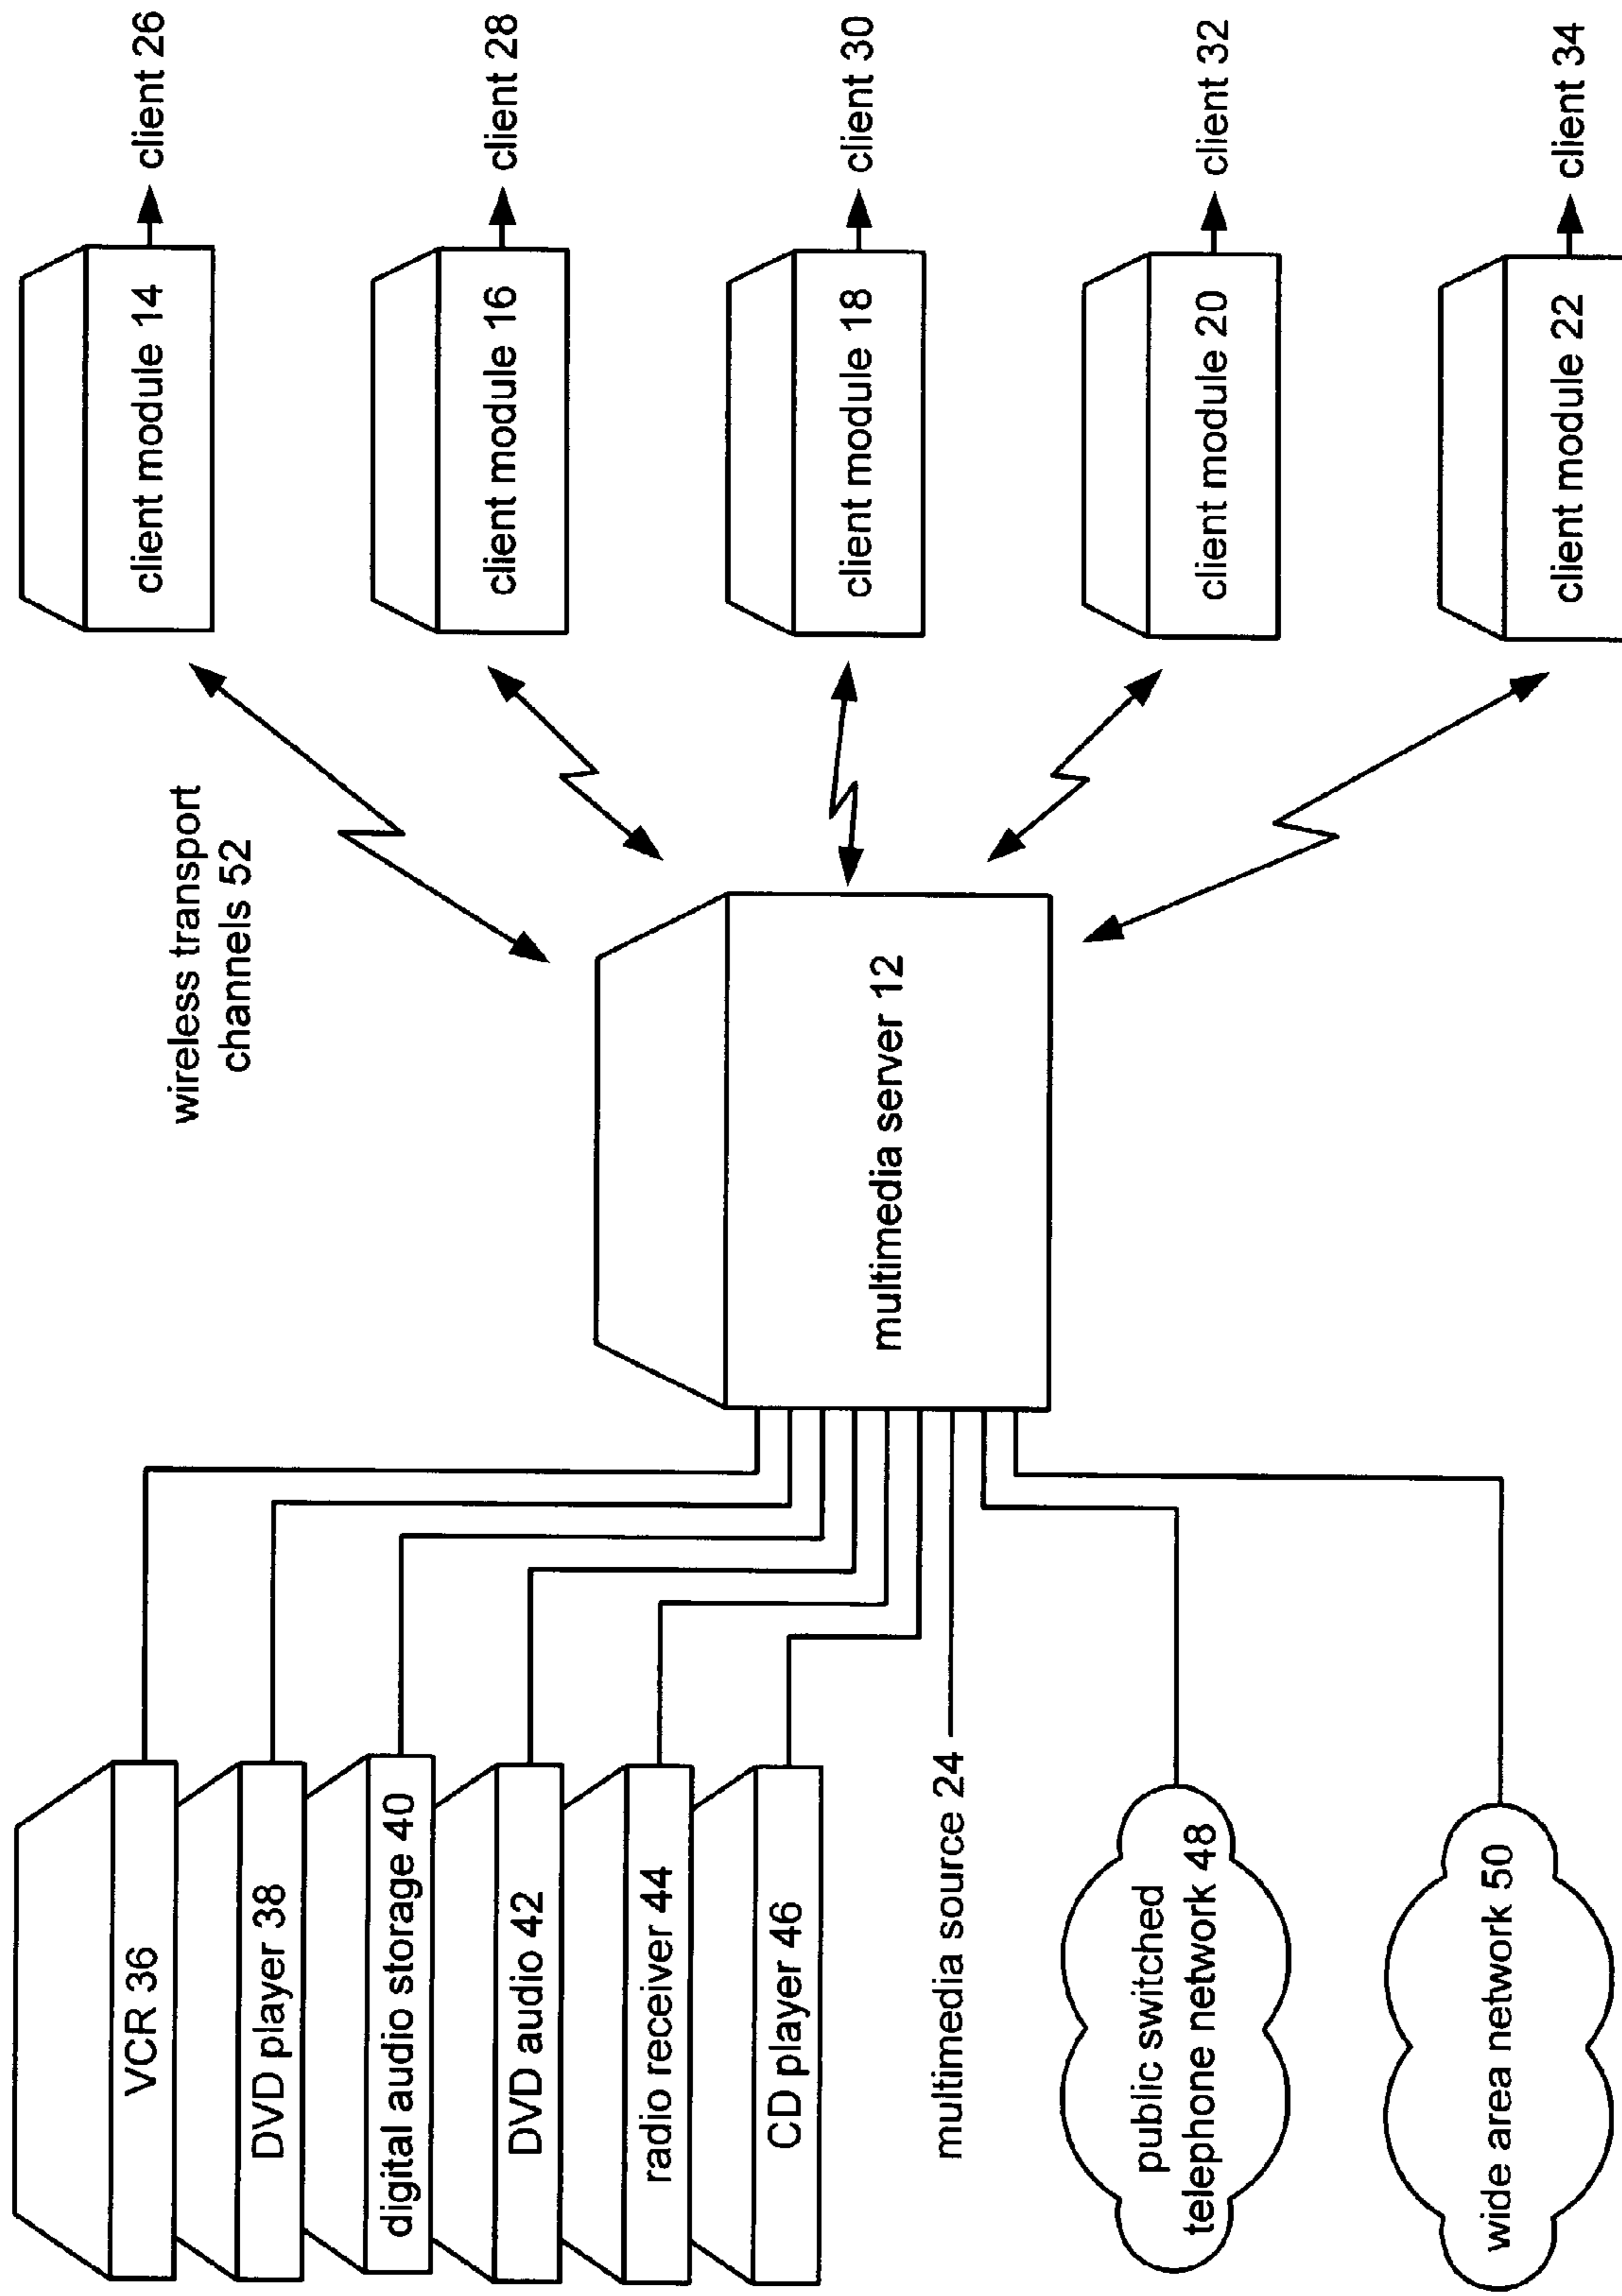 VCR 36
DVD player 38
digital audio storage 40
DVD audio 42
radio receiver 44
CD player 46
multimedia source 24
public switched
telephone network 48
wide area network 50
multimedia server 12
wireless transport
channels 52
client module 14
client 26
client module 16
client 28
client module 18
client 30
client module 20
client 32
client module 22
client 34